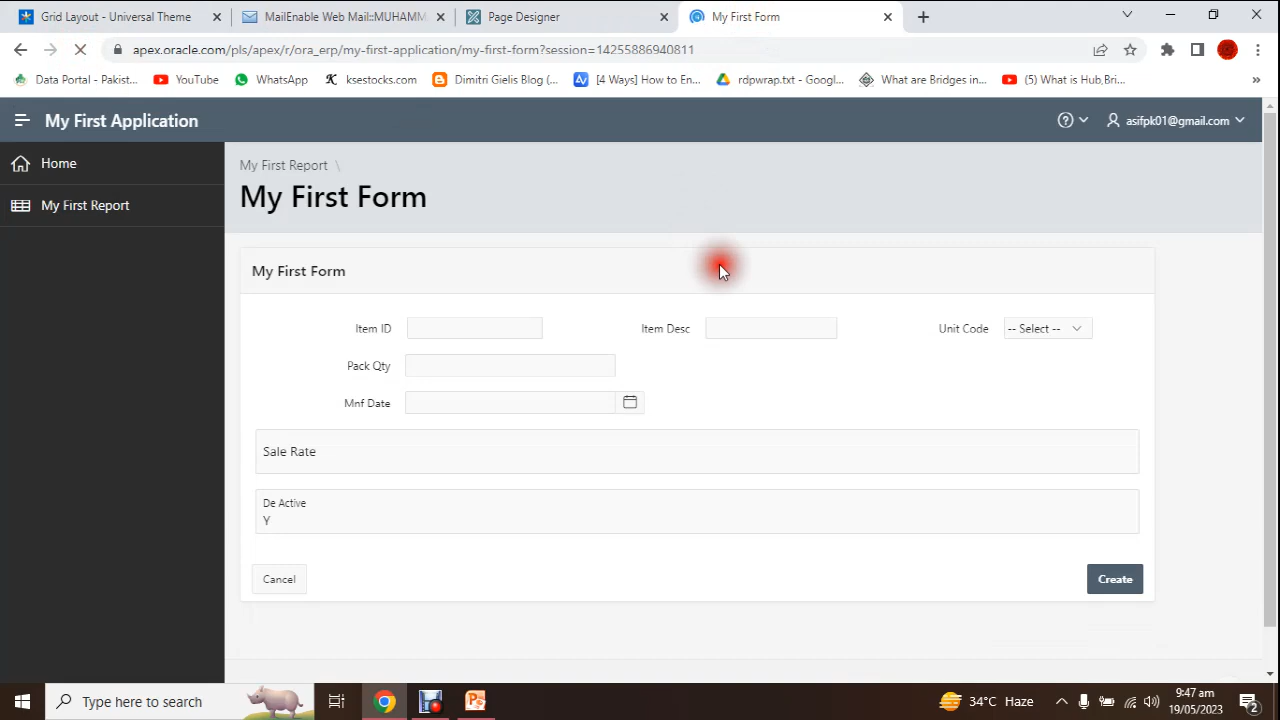 Grid Layout - Universal Theme
MailEnable Web Mail::MUHAMM
Page Designer
My First Form
apex.oracle.com/pls/apex/r/ora_erp/my-first-application/my-first-form?session=14255886940811
Data Portal - Pakist...
YouTube
WhatsApp
ksestocks.com
Dimitri Gielis Blog (...
[4 Ways] How to En...
rdpwrap.txt - Googl...
What are Bridges in...
(5) What is Hub,Bri...
My First Application
asifpk01@gmail.com
Home
My First Report
My First Report \
My First Form
My First Form
Item ID
Item Desc
Unit Code
-- Select --
Pack Qty
Mnf Date
Sale Rate
De Active
Y
Cancel
Create
Type here to search
34°C Haze
9:47 am
19/05/2023
2